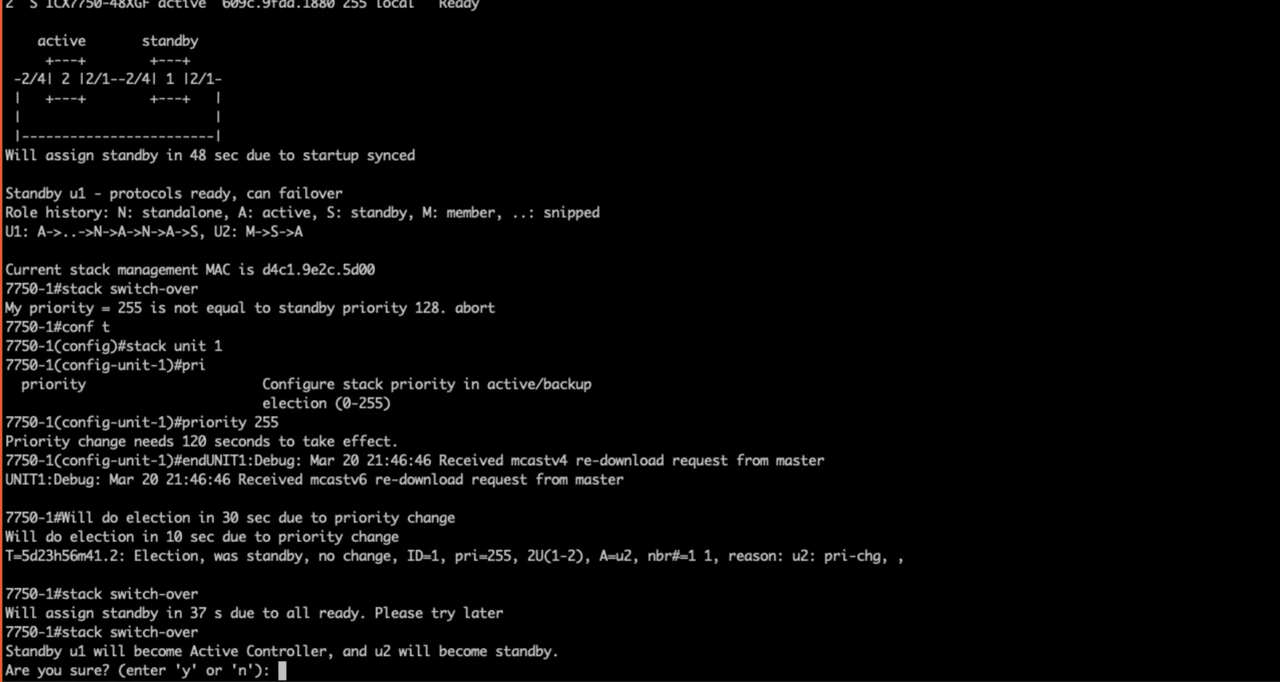 2  S ICX7750-48XGF active  609c.9fdd.1880 255 local   Ready

    active       standby
     +---+        +---+
 -2/4| 2 |2/1--2/4| 1 |2/1-
 |   +---+        +---+   |
 |                        |
 |------------------------|
Will assign standby in 48 sec due to startup synced

Standby u1 - protocols ready, can failover
Role history: N: standalone, A: active, S: standby, M: member, ..: snipped
U1: A->..->N->A->N->A->S, U2: M->S->A

Current stack management MAC is d4c1.9e2c.5d00
7750-1#stack switch-over
My priority = 255 is not equal to standby priority 128. abort
7750-1#conf t
7750-1(config)#stack unit 1
7750-1(config-unit-1)#pri
  priority                      Configure stack priority in active/backup
                                election (0-255)
7750-1(config-unit-1)#priority 255
Priority change needs 120 seconds to take effect.
7750-1(config-unit-1)#endUNIT1:Debug: Mar 20 21:46:46 Received mcastv4 re-download request from master
UNIT1:Debug: Mar 20 21:46:46 Received mcastv6 re-download request from master

7750-1#Will do election in 30 sec due to priority change
Will do election in 10 sec due to priority change
T=5d23h56m41.2: Election, was standby, no change, ID=1, pri=255, 2U(1-2), A=u2, nbr#=1 1, reason: u2: pri-chg, ,

7750-1#stack switch-over
Will assign standby in 37 s due to all ready. Please try later
7750-1#stack switch-over
Standby u1 will become Active Controller, and u2 will become standby.
Are you sure? (enter 'y' or 'n'):